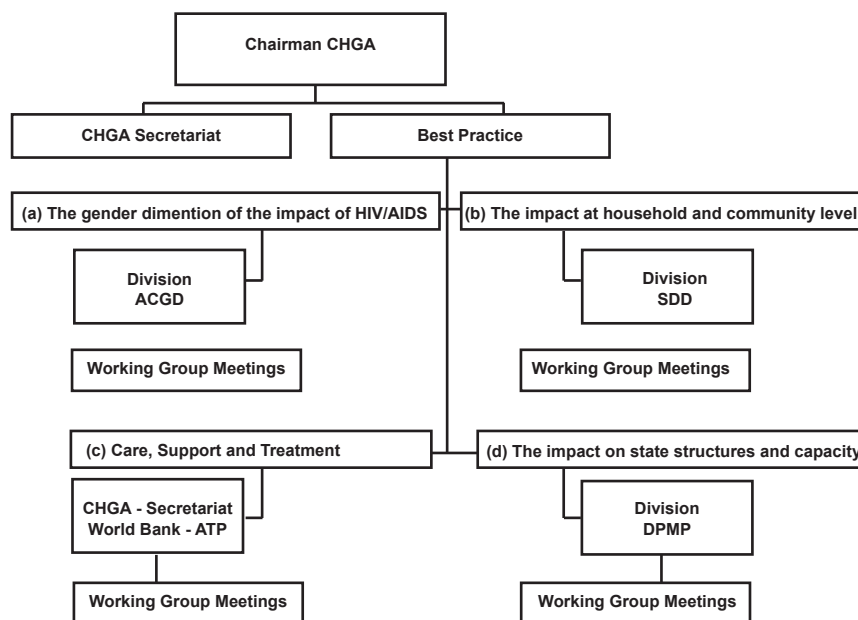 Chairman CHGA
CHGA Secretariat
Best Practice
(a) The gender dimention of the impact of HIV/AIDS
(b) The impact at household and community level
Division
ACGD
Division
SDD
Working Group Meetings
Working Group Meetings
(c) Care, Support and Treatment
(d) The impact on state structures and capacity
CHGA - Secretariat
World Bank - ATP
Division
DPMP
Working Group Meetings
Working Group Meetings